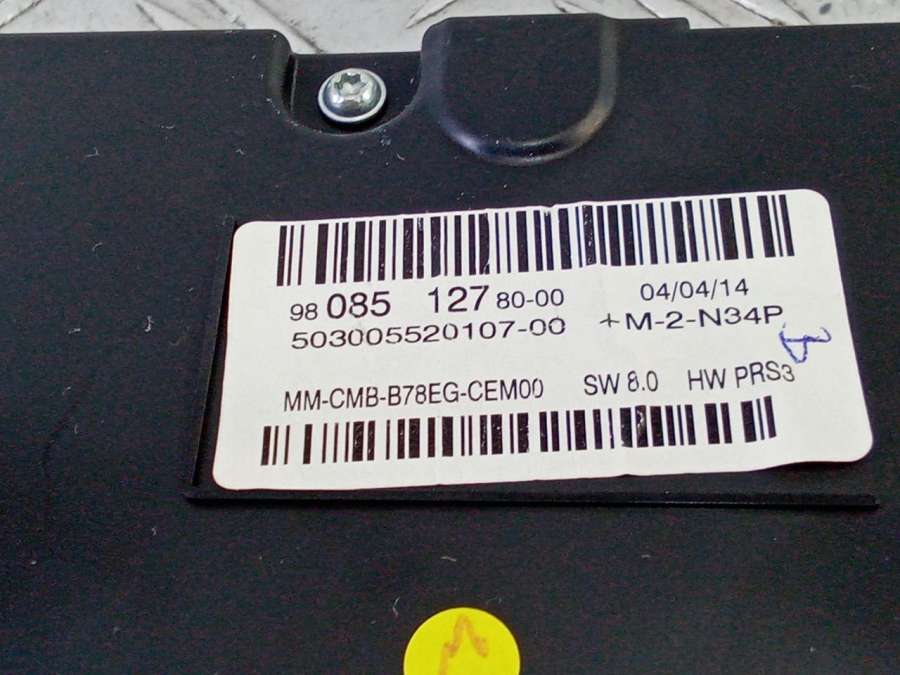 98 085 127 80-00 04/04/14
503005520107-00 +M-2-N34P
MM-CMB-B78EG-CEM00 SW 8.0 HW PRS3